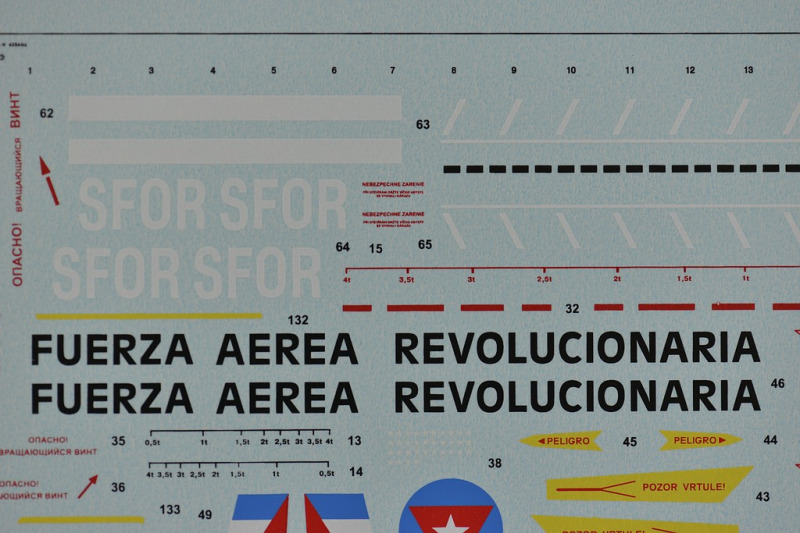 1 2 3 4 5 6 7 8 9 10 11 12 13
62
63
ОПАСНО! ВРАЩАЮЩИЙСЯ ВИНТ
SFOR SFOR
NEBEZPECNE ZARENIE
NEBEZPECNE ZARENIE
64 15 65
SFOR SFOR
4t 3,5t 3t 2,5t 2t 1,5t 1t
132
32
FUERZA AEREA REVOLUCIONARIA
FUERZA AEREA REVOLUCIONARIA
46
ОПАСНО!
ВРАЩАЮЩИЙСЯ ВИНТ
35
0,5t 1t 1,5t 2t 2,5t 3t 3,5t 4t
13
PELIGRO
45
PELIGRO
44
38
4t 3,5t 3t 2,5t 2t 1,5t 1t 0,5t
14
ОПАСНО!
ВИНТ
36
POZOR VRTULE!
43
133
49
POZOR VRTULE!